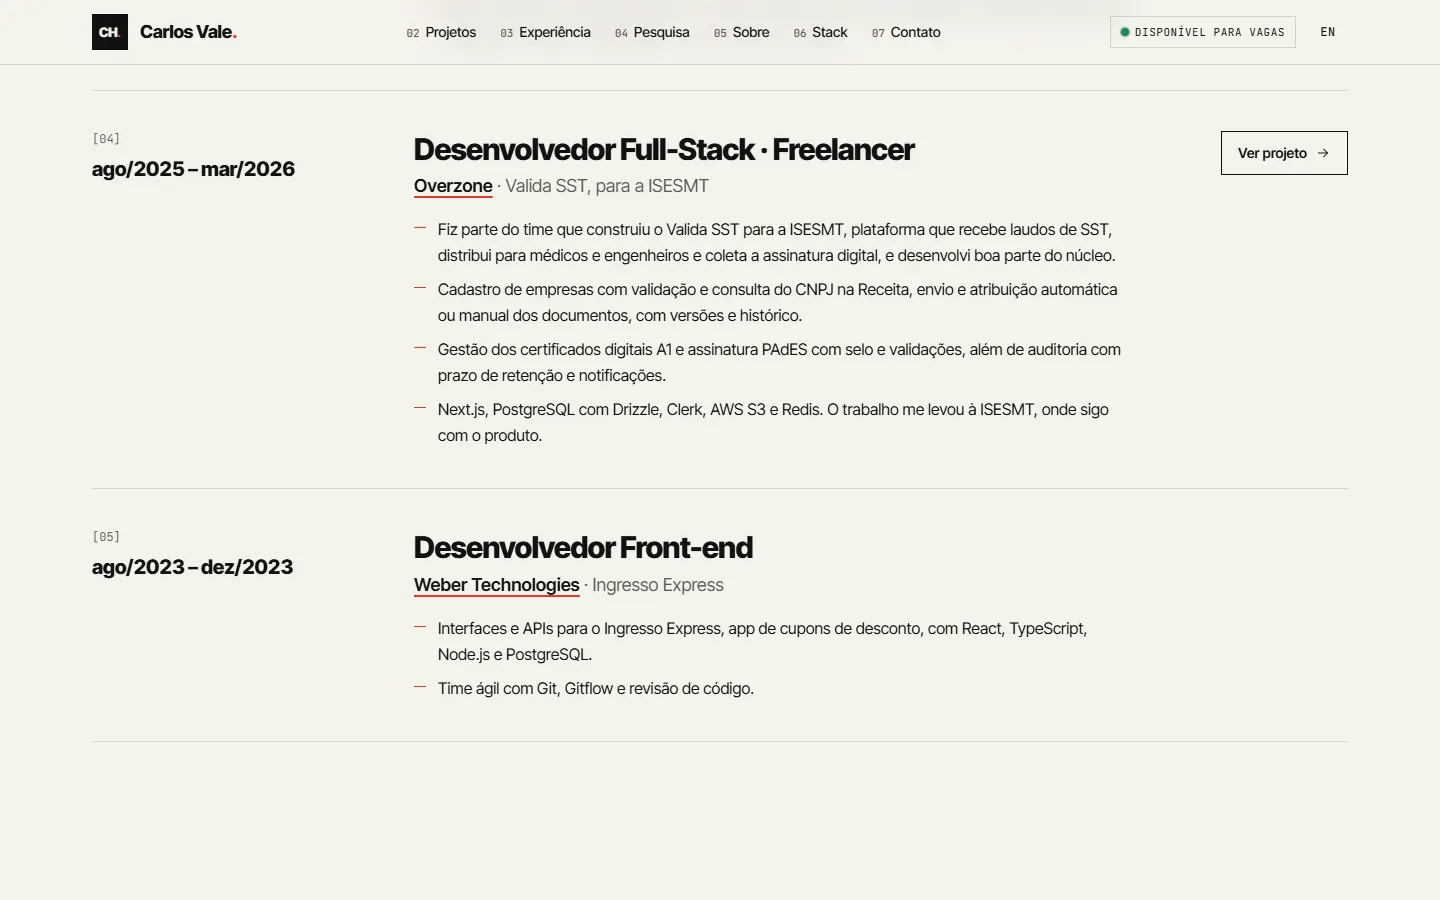 CH. Carlos Vale.
02 Projetos 03 Experiência 04 Pesquisa 05 Sobre 06 Stack 07 Contato
DISPONÍVEL PARA VAGAS
EN
[04]
ago/2025 – mar/2026
Desenvolvedor Full-Stack · Freelancer
Overzone · Valida SST, para a ISESMT
Ver projeto →
— Fiz parte do time que construiu o Valida SST para a ISESMT, plataforma que recebe laudos de SST,
distribui para médicos e engenheiros e coleta a assinatura digital, e desenvolvi boa parte do núcleo.
— Cadastro de empresas com validação e consulta do CNPJ na Receita, envio e atribuição automática
ou manual dos documentos, com versões e histórico.
— Gestão dos certificados digitais A1 e assinatura PAdES com selo e validações, além de auditoria com
prazo de retenção e notificações.
— Next.js, PostgreSQL com Drizzle, Clerk, AWS S3 e Redis. O trabalho me levou à ISESMT, onde sigo
com o produto.
[05]
ago/2023 – dez/2023
Desenvolvedor Front-end
Weber Technologies · Ingresso Express
— Interfaces e APIs para o Ingresso Express, app de cupons de desconto, com React, TypeScript,
Node.js e PostgreSQL.
— Time ágil com Git, Gitflow e revisão de código.